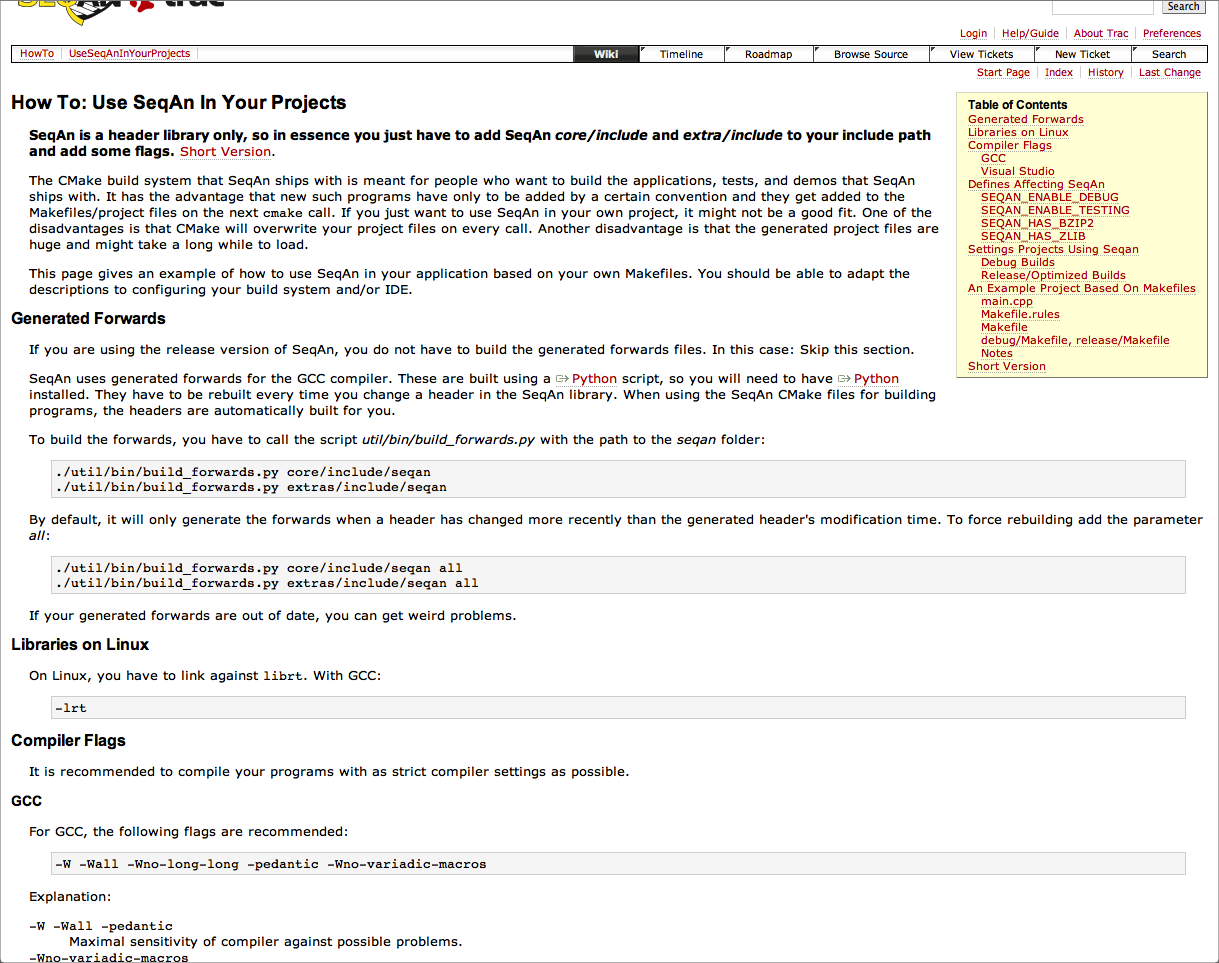 Search
Login Help/Guide About Trac Preferences
HowTo UseSeqAnInYourProjects Wiki Timeline Roadmap Browse Source View Tickets New Ticket Search
Start Page Index History Last Change
How To: Use SeqAn In Your Projects
SeqAn is a header library only, so in essence you just have to add SeqAn core/include and extra/include to your include path
and add some flags. Short Version.
The CMake build system that SeqAn ships with is meant for people who want to build the applications, tests, and demos that SeqAn
ships with. It has the advantage that new such programs have only to be added by a certain convention and they get added to the
Makefiles/project files on the next cmake call. If you just want to use SeqAn in your own project, it might not be a good fit. One of the
disadvantages is that CMake will overwrite your project files on every call. Another disadvantage is that the generated project files are
huge and might take a long while to load.
This page gives an example of how to use SeqAn in your application based on your own Makefiles. You should be able to adapt the
descriptions to configuring your build system and/or IDE.
Table of Contents
Generated Forwards
Libraries on Linux
Compiler Flags
GCC
Visual Studio
Defines Affecting SeqAn
SEQAN_ENABLE_DEBUG
SEQAN_ENABLE_TESTING
SEQAN_HAS_BZIP2
SEQAN_HAS_ZLIB
Settings Projects Using Seqan
Debug Builds
Release/Optimized Builds
An Example Project Based On Makefiles
main.cpp
Makefile.rules
Makefile
debug/Makefile, release/Makefile
Notes
Short Version
Generated Forwards
If you are using the release version of SeqAn, you do not have to build the generated forwards files. In this case: Skip this section.
SeqAn uses generated forwards for the GCC compiler. These are built using a Python script, so you will need to have Python
installed. They have to be rebuilt every time you change a header in the SeqAn library. When using the SeqAn CMake files for building
programs, the headers are automatically built for you.
To build the forwards, you have to call the script util/bin/build_forwards.py with the path to the seqan folder:
./util/bin/build_forwards.py core/include/seqan
./util/bin/build_forwards.py extras/include/seqan
By default, it will only generate the forwards when a header has changed more recently than the generated header's modification time. To force rebuilding add the parameter
all:
./util/bin/build_forwards.py core/include/seqan all
./util/bin/build_forwards.py extras/include/seqan all
If your generated forwards are out of date, you can get weird problems.
Libraries on Linux
On Linux, you have to link against librt. With GCC:
-lrt
Compiler Flags
It is recommended to compile your programs with as strict compiler settings as possible.
GCC
For GCC, the following flags are recommended:
-W -Wall -Wno-long-long -pedantic -Wno-variadic-macros
Explanation:
-W -Wall -pedantic
Maximal sensitivity of compiler against possible problems.
-Wno-variadic-macros